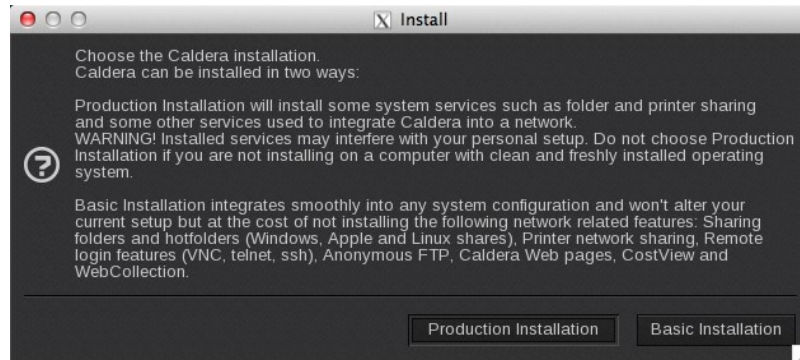 Install
Choose the Caldera installation.
Caldera can be installed in two ways:
Production Installation will install some system services such as folder and printer sharing
and some other services used to integrate Caldera into a network.
WARNING! Installed services may interfere with your personal setup. Do not choose Production
Installation if you are not installing on a computer with clean and freshly installed operating
system.
Basic Installation integrates smoothly into any system configuration and won't alter your
current setup but at the cost of not installing the following network related features: Sharing
folders and hotfolders (Windows, Apple and Linux shares), Printer network sharing, Remote
login features (VNC, telnet, ssh), Anonymous FTP, Caldera Web pages, CostView and
WebCollection.
Production Installation
Basic Installation